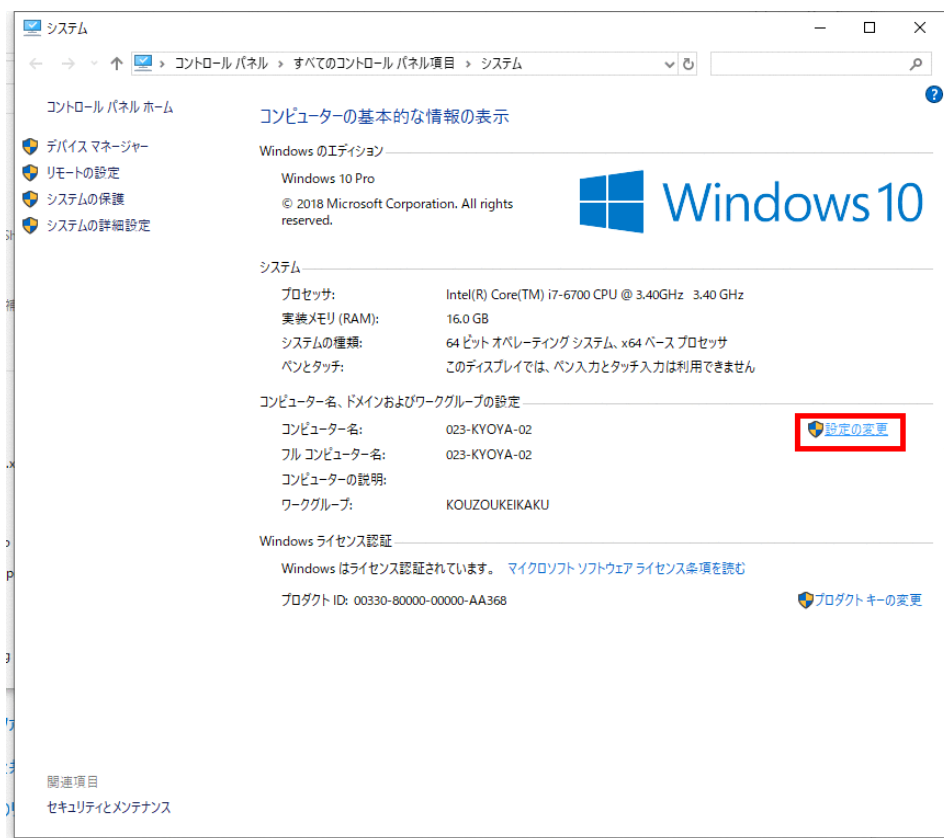 システム
コントロール パネル › すべてのコントロール パネル項目 › システム
コントロール パネル ホーム
デバイス マネージャー
リモートの設定
システムの保護
システムの詳細設定
コンピューターの基本的な情報の表示
Windows のエディション
Windows 10 Pro
© 2018 Microsoft Corporation. All rights
reserved.
Windows 10
システム
プロセッサ: Intel(R) Core(TM) i7-6700 CPU @ 3.40GHz 3.40 GHz
実装メモリ (RAM): 16.0 GB
システムの種類: 64 ビット オペレーティング システム、x64 ベース プロセッサ
ペンとタッチ: このディスプレイでは、ペン入力とタッチ入力は利用できません
コンピューター名、ドメインおよびワークグループの設定
コンピューター名: 023-KYOYA-02 設定の変更
フル コンピューター名: 023-KYOYA-02
コンピューターの説明:
ワークグループ: KOUZOUKEIKAKU
Windows ライセンス認証
Windows はライセンス認証されています。 マイクロソフト ソフトウェア ライセンス条項を読む
プロダクト ID: 00330-80000-00000-AA368 プロダクト キーの変更
関連項目
セキュリティとメンテナンス